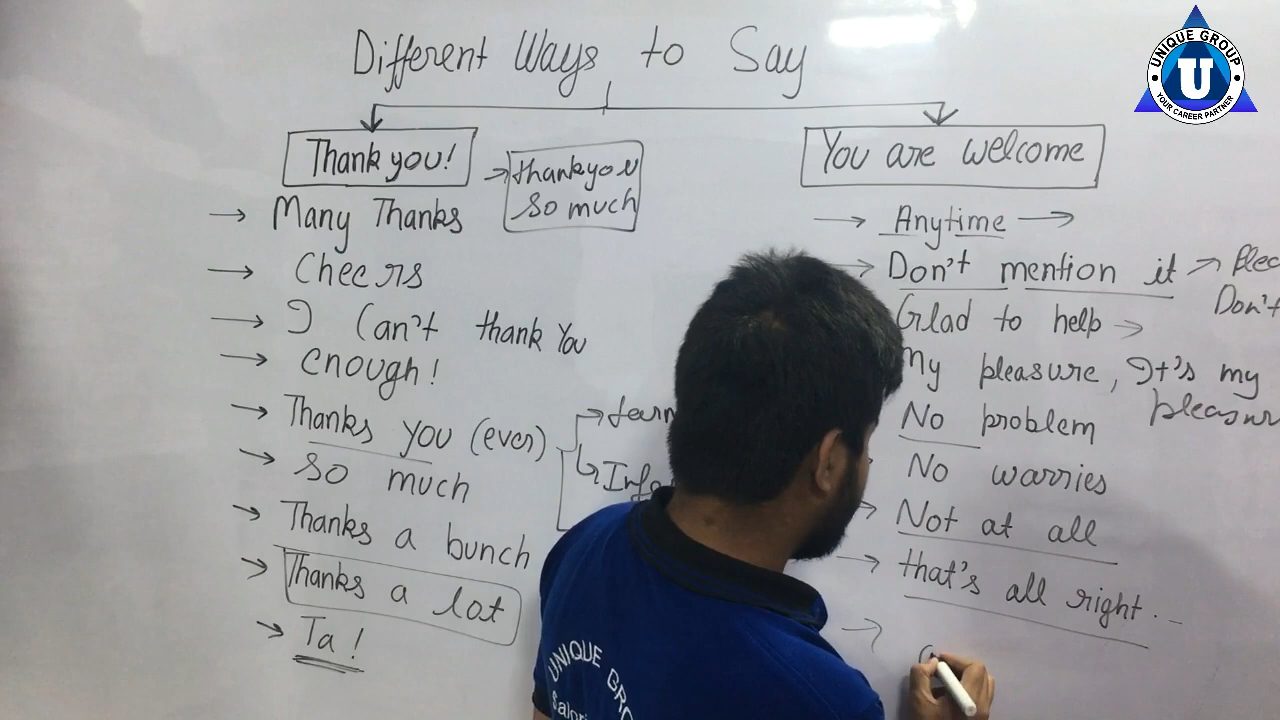 Different Ways to Say
Thank you!
→ thankyou
so much
→ Many Thanks
→ Cheers
→ I Can't thank You
→ enough!
→ Thanks you (ever)
→ so much
→ Thanks a bunch
→ Thanks a lot
→ Ta!
You are welcome
→ Anytime →
→ Don't mention it →
Don't
Glad to help →
My pleasure, It's my
No problem
No warries
→ Not at all
→ that's all right..
UNIQUE GROUP
YOUR CAREER PARTNER
U
UNIQUE